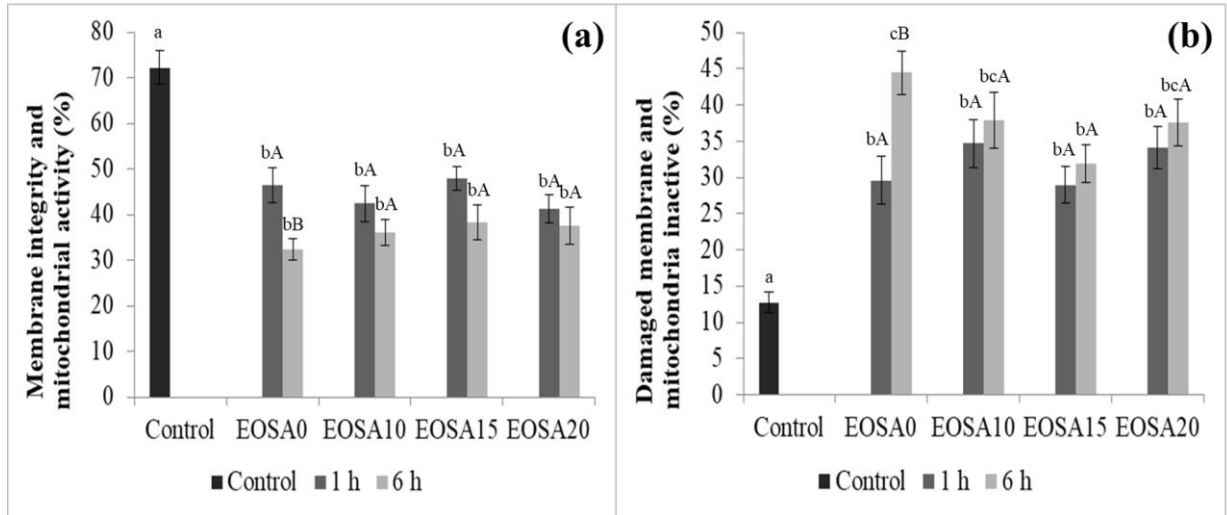 (a)
Membrane integrity and
mitochondrial activity (%)
80
70
60
50
40
30
20
10
0
a
bA
bB
bA
bA
bA
bA
bA
bA
Control EOSA0 EOSA10 EOSA15 EOSA20
Control 1 h 6 h
(b)
Damaged membrane and
mitochondria inactive (%)
50
45
40
35
30
25
20
15
10
5
0
a
bA
cB
bA
bcA
bA
bA
bA
bcA
Control EOSA0 EOSA10 EOSA15 EOSA20
Control 1 h 6 h